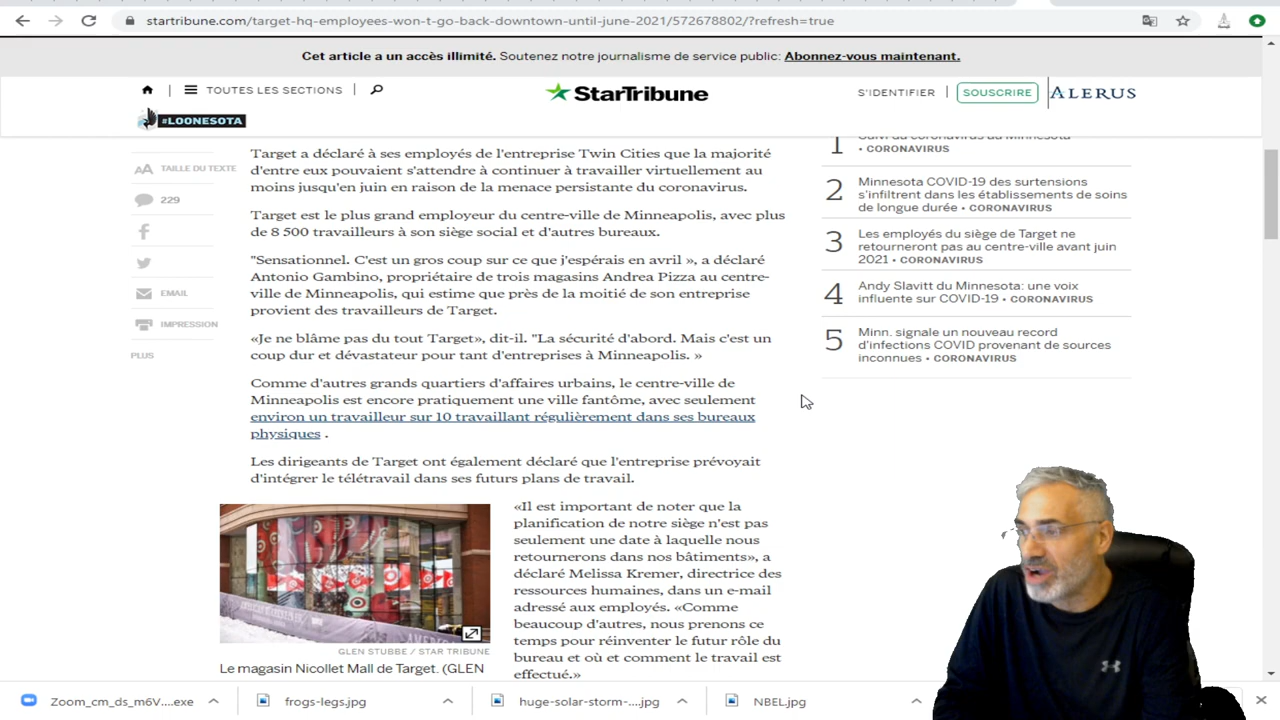 startribune.com/target-hq-employees-won-t-go-back-downtown-until-june-2021/572678802/?refresh=true
Cet article a un accès illimité. Soutenez notre journalisme de service public: Abonnez-vous maintenant.
TOUTES LES SECTIONS
StarTribune
S'IDENTIFIER
SOUSCRIRE
ALERUS
#LOONESOTA
AA TAILLE DU TEXTE
229
EMAIL
IMPRESSION
PLUS
Target a déclaré à ses employés de l'entreprise Twin Cities que la majorité
d'entre eux pouvaient s'attendre à continuer à travailler virtuellement au
moins jusqu'en juin en raison de la menace persistante du coronavirus.
Target est le plus grand employeur du centre-ville de Minneapolis, avec plus
de 8 500 travailleurs à son siège social et d'autres bureaux.
"Sensationnel. C'est un gros coup sur ce que j'espérais en avril », a déclaré
Antonio Gambino, propriétaire de trois magasins Andrea Pizza au centre-
ville de Minneapolis, qui estime que près de la moitié de son entreprise
provient des travailleurs de Target.
«Je ne blâme pas du tout Target», dit-il. "La sécurité d'abord. Mais c'est un
coup dur et dévastateur pour tant d'entreprises à Minneapolis. »
Comme d'autres grands quartiers d'affaires urbains, le centre-ville de
Minneapolis est encore pratiquement une ville fantôme, avec seulement
environ un travailleur sur 10 travaillant régulièrement dans ses bureaux
physiques .
Les dirigeants de Target ont également déclaré que l'entreprise prévoyait
d'intégrer le télétravail dans ses futurs plans de travail.
«Il est important de noter que la
planification de notre siège n'est pas
seulement une date à laquelle nous
retournerons dans nos bâtiments», a
déclaré Melissa Kremer, directrice des
ressources humaines, dans un e-mail
adressé aux employés. «Comme
beaucoup d'autres, nous prenons ce
temps pour réinventer le futur rôle du
bureau et où et comment le travail est
effectué.»
GLEN STUBBE / STAR TRIBUNE
Le magasin Nicollet Mall de Target. (GLEN
1 Suivi du coronavirus au Minnesota
• CORONAVIRUS
2 Minnesota COVID-19 des surtensions
s'infiltrent dans les établissements de soins
de longue durée • CORONAVIRUS
3 Les employés du siège de Target ne
retourneront pas au centre-ville avant juin
2021 • CORONAVIRUS
4 Andy Slavitt du Minnesota: une voix
influente sur COVID-19 • CORONAVIRUS
5 Minn. signale un nouveau record
d'infections COVID provenant de sources
inconnues • CORONAVIRUS
Zoom_cm_ds_m6V....exe
frogs-legs.jpg
huge-solar-storm-....jpg
NBEL.jpg